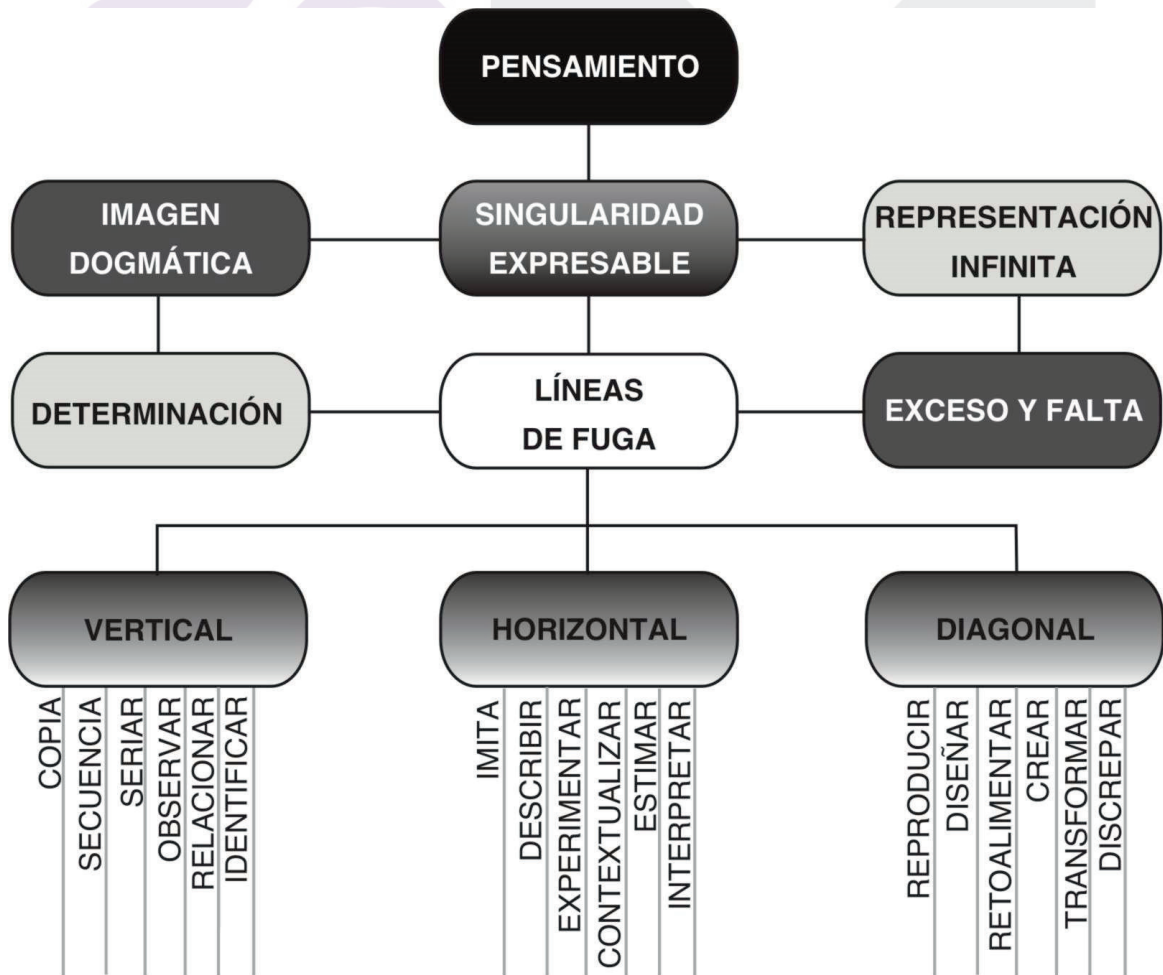 PENSAMIENTO
IMAGEN
DOGMÁTICA
SINGULARIDAD
EXPRESABLE
REPRESENTACIÓN
INFINITA
DETERMINACIÓN
LÍNEAS
DE FUGA
EXCESO Y FALTA
VERTICAL
HORIZONTAL
DIAGONAL
COPIA
SECUENCIA
SERIAR
OBSERVAR
RELACIONAR
IDENTIFICAR
IMITA
DESCRIBIR
EXPERIMENTAR
CONTEXTUALIZAR
ESTIMAR
INTERPRETAR
REPRODUCIR
DISEÑAR
RETOALIMENTAR
CREAR
TRANSFORMAR
DISCREPAR